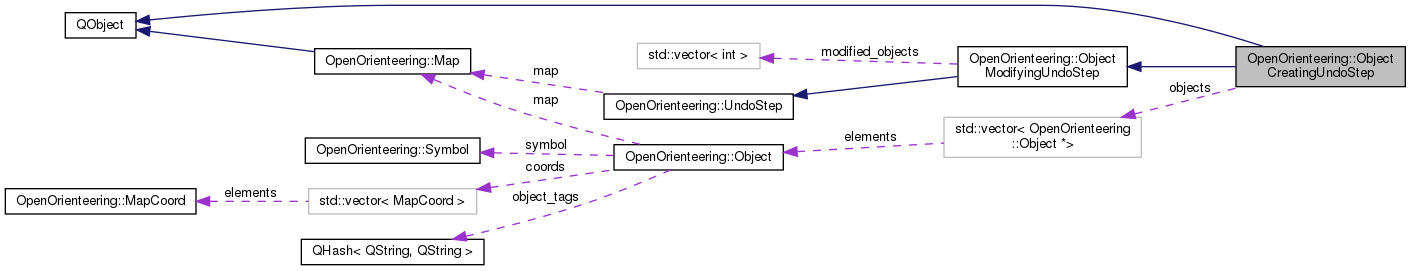 QObject
OpenOrienteering::Map
std::vector< int >
modified_objects
OpenOrienteering::Object
ModifyingUndoStep
OpenOrienteering::Object
CreatingUndoStep
map
map
OpenOrienteering::UndoStep
objects
std::vector< OpenOrienteering
::Object *>
elements
OpenOrienteering::Symbol
symbol
OpenOrienteering::Object
coords
OpenOrienteering::MapCoord
elements
std::vector< MapCoord >
object_tags
QHash< QString, QString >